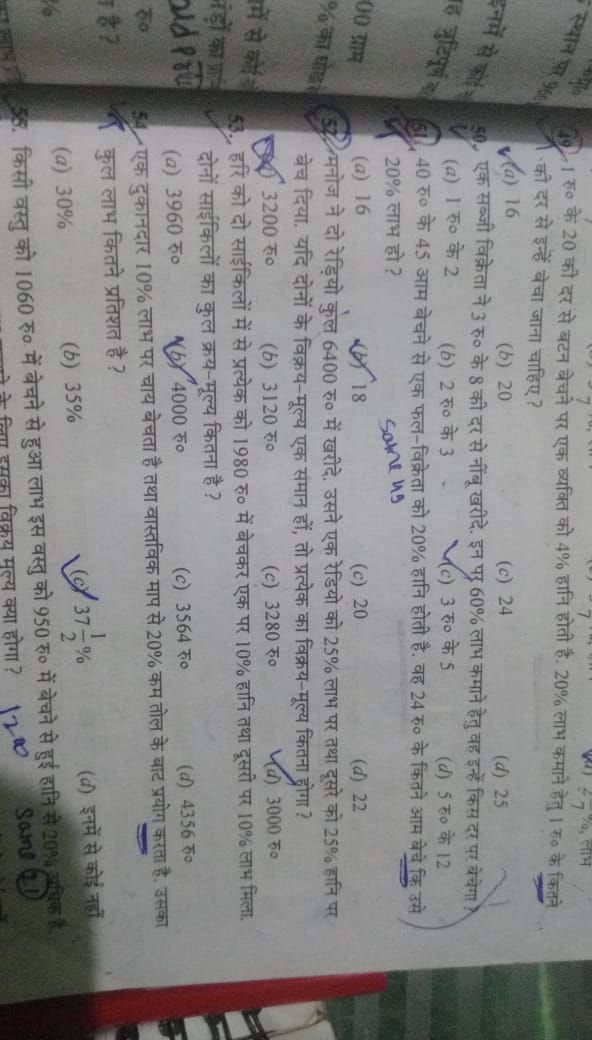 स्थान पर 960
49. 1 रु० के 20 की दर से बटन बेचने पर एक व्यक्ति को 4% हानि होती है. 20% लाभ कमाने हेतु 1 रु० के कितने
की दर से इन्हें बेचा जाना चाहिए ?
(a) 16 (b) 20 (c) 24 (d) 25
50. एक सब्जी विक्रेता ने 3 रु० के 8 की दर से नींबू खरीदे. इन पर 60% लाभ कमाने हेतु वह इन्हें किस दर पर बेचेगा ?
(a) 1 रु० के 2 (b) 2 रु० के 3 (c) 3 रु० के 5 (d) 5 रु० के 12
51. 40 रु० के 45 आम बेचने से एक फल-विक्रेता को 20% हानि होती है. वह 24 रु० के कितने आम बेचे कि उसे
20% लाभ हो ?
same 49
(a) 16 (b) 18 (c) 20 (d) 22
52. मनोज ने दो रेडियो कुल 6400 रु० में खरीदे. उसने एक रेडियो को 25% लाभ पर तथा दूसरे को 25% हानि पर
बेच दिया. यदि दोनों के विक्रय-मूल्य एक समान हों, तो प्रत्येक का विक्रय-मूल्य कितना होगा ?
(a) 3200 रु० (b) 3120 रु० (c) 3280 रु० (d) 3000 रु०
53. हरि को दो साइकिलों में से प्रत्येक को 1980 रु० में बेचकर एक पर 10% हानि तथा दूसरी पर 10% लाभ मिला.
दोनों साईकिलों का कुल क्रय-मूल्य कितना है ?
(a) 3960 रु० (b) 4000 रु० (c) 3564 रु० (d) 4356 रु०
54. एक दुकानदार 10% लाभ पर चाय बेचता है तथा वास्तविक माप से 20% कम तोल के बाट प्रयोग करता है. उसका
कुल लाभ कितने प्रतिशत है ?
(a) 30% (b) 35% (c) 37 1/2% (d) इनमें से कोई नहीं
55. किसी वस्तु को 1060 रु० में बेचने से हुआ लाभ इस वस्तु को 950 रु० में बेचने से हुई हानि से 20% अधिक है.
इसका विक्रय मूल्य क्या होगा ? 1200
same 21